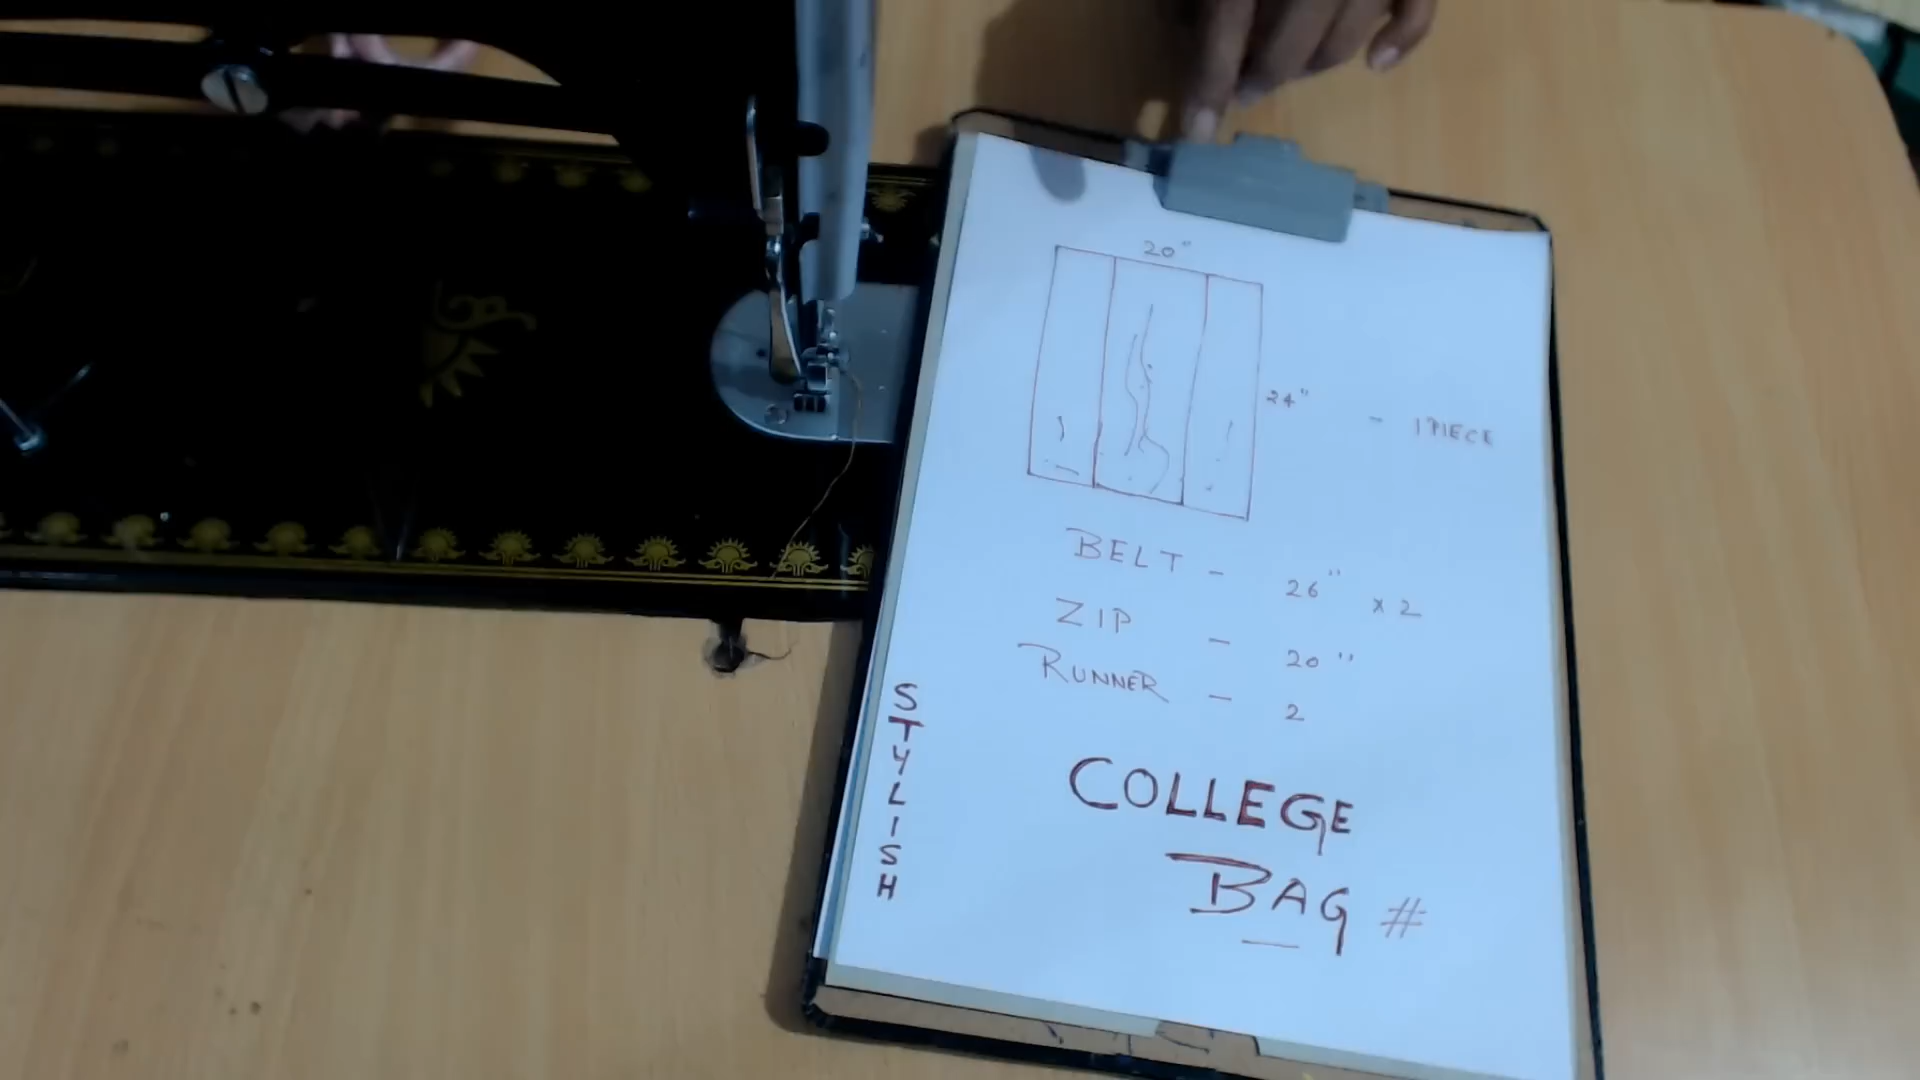 20"
24" - 1 PIECE
BELT - 26" x 2
ZIP - 20"
RUNNER - 2
STYLISH
COLLEGE
BAG #